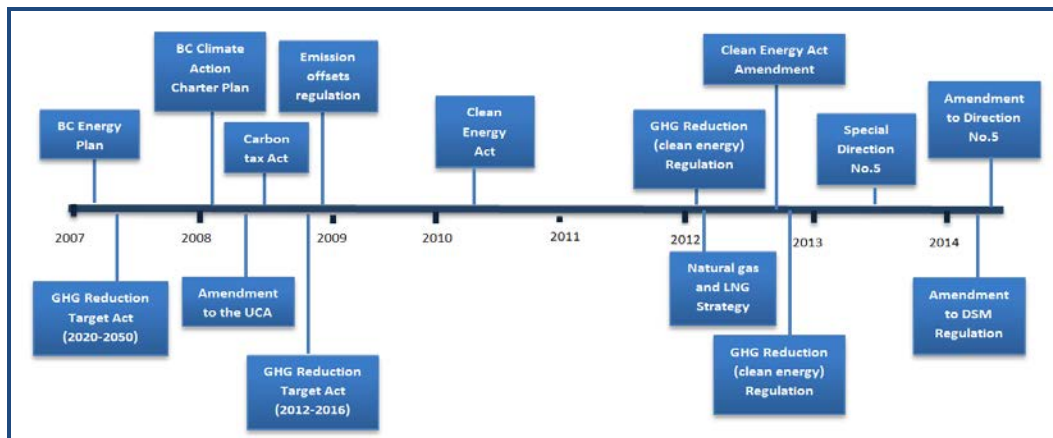 BC Energy
Plan
BC Climate
Action
Charter Plan
Carbon
tax Act
Emission
offsets
regulation
Clean
Energy
Act
GHG Reduction
(clean energy)
Regulation
Clean Energy Act
Amendment
Special
Direction
No.5
Amendment
to Direction
No.5
2007
2008
2009
2010
2011
2012
2013
2014
GHG Reduction
Target Act
(2020-2050)
Amendment
to the UCA
GHG Reduction
Target Act
(2012-2016)
Natural gas
and LNG
Strategy
GHG Reduction
(clean energy)
Regulation
Amendment
to DSM
Regulation